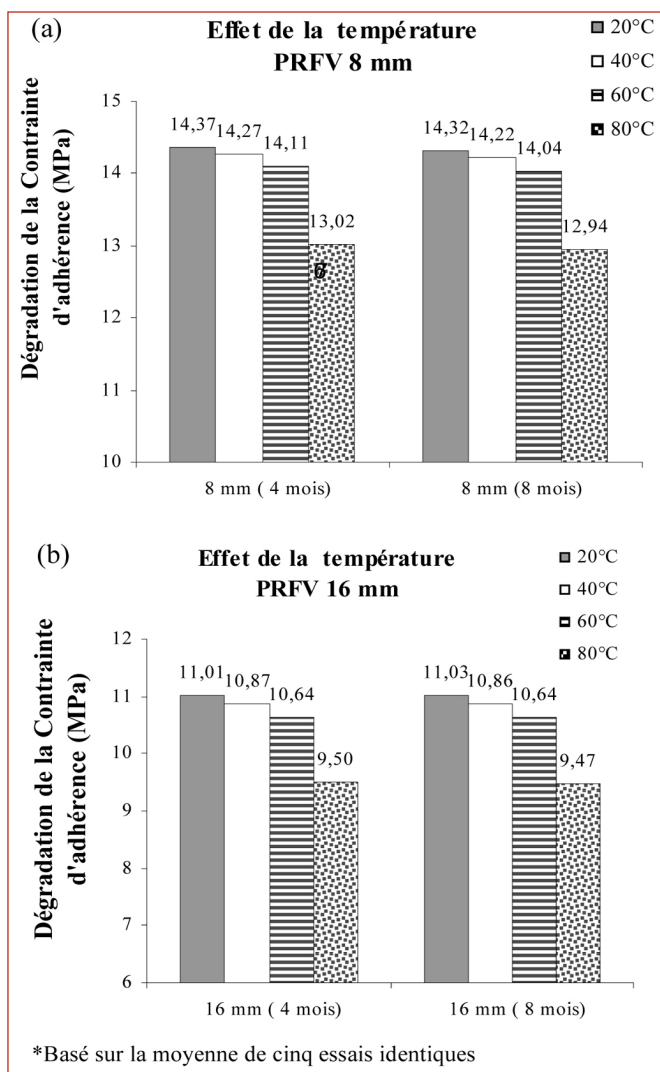 (a)
Effet de la température
PRFV 8 mm
20°C
40°C
60°C
80°C
Dégradation de la Contrainte
d'adhérence (MPa)
15
14
13
12
11
10
14,37
14,27
14,11
13,02
14,32
14,22
14,04
12,94
8 mm ( 4 mois)
8 mm (8 mois)
(b)
Effet de la température
PRFV 16 mm
20°C
40°C
60°C
80°C
Dégradation de la Contrainte
d'adhérence (MPa)
12
11
10
9
8
7
6
11,01
10,87
10,64
9,50
11,03
10,86
10,64
9,47
16 mm ( 4 mois)
16 mm ( 8 mois)
*Basé sur la moyenne de cinq essais identiques